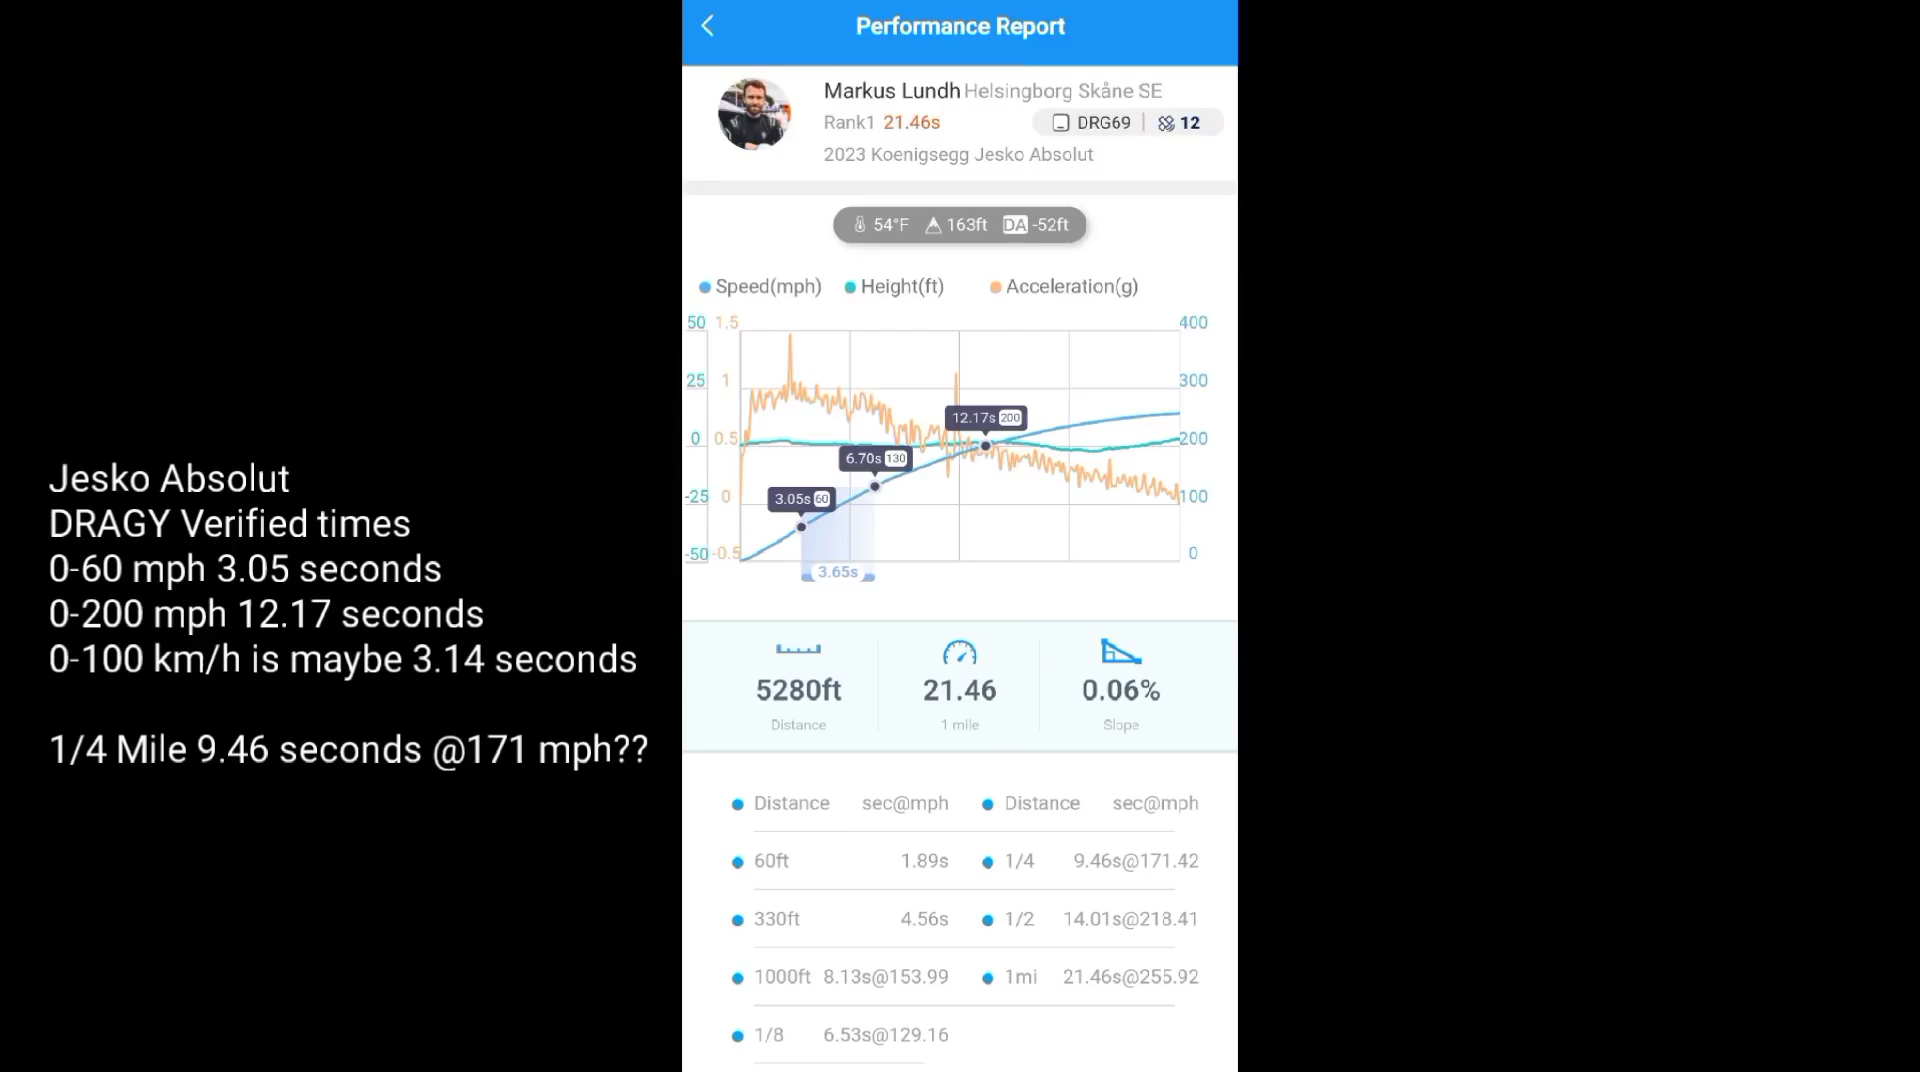 Performance Report
Markus Lundh Helsingborg Skåne SE
Rank1 21.46s
DRG69 12
2023 Koenigsegg Jesko Absolut
54°F 163ft DA -52ft
Speed(mph) Height(ft) Acceleration(g)
50 1.5 400
25 1 300
12.17s 200
0 0.5 200
6.70s 130
-25 0 100
3.05s 60
-50 -0.5 0
3.65s
Jesko Absolut
DRAGY Verified times
0-60 mph 3.05 seconds
0-200 mph 12.17 seconds
0-100 km/h is maybe 3.14 seconds
1/4 Mile 9.46 seconds @171 mph??
5280ft 21.46 0.06%
Distance 1 mile Slope
Distance sec@mph Distance sec@mph
60ft 1.89s 1/4 9.46s@171.42
330ft 4.56s 1/2 14.01s@218.41
1000ft 8.13s@153.99 1mi 21.46s@255.92
1/8 6.53s@129.16